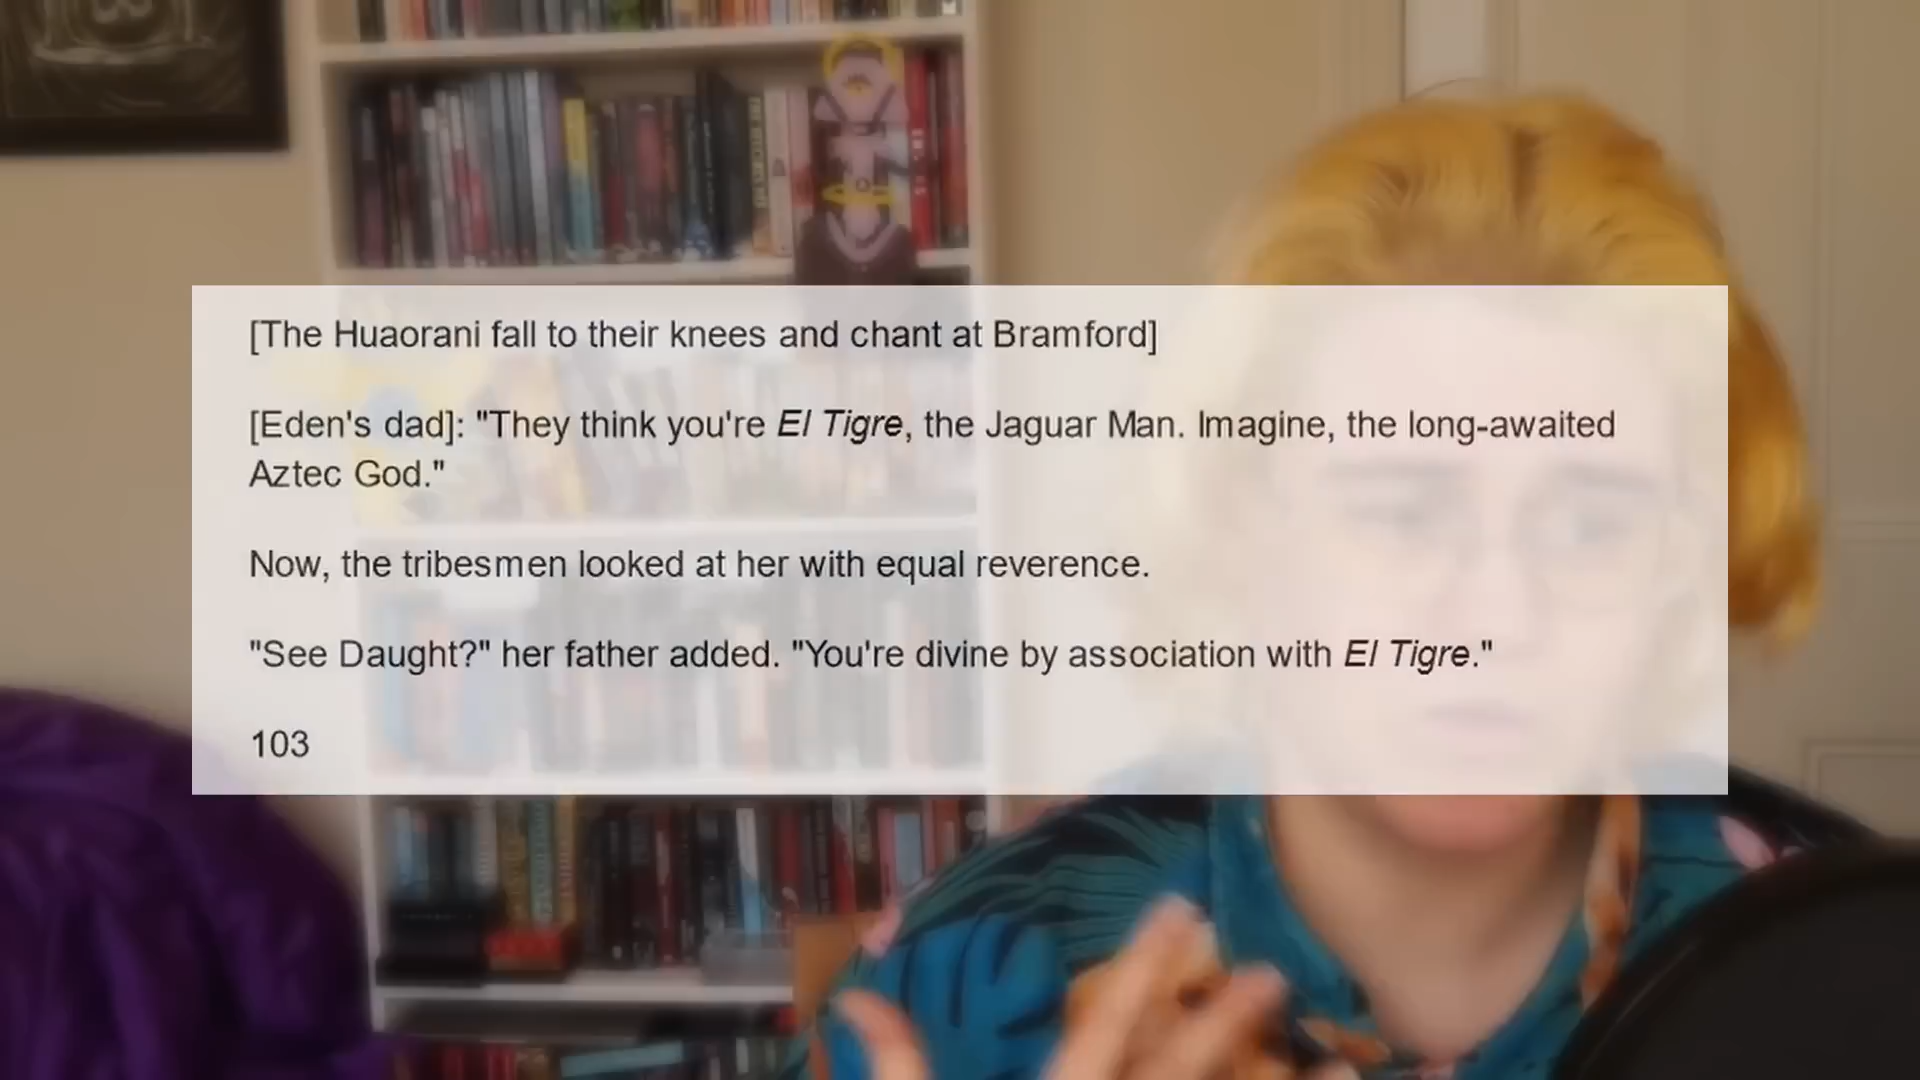 [The Huaorani fall to their knees and chant at Bramford]
[Eden's dad]: "They think you're El Tigre, the Jaguar Man. Imagine, the long-awaited
Aztec God."
Now, the tribesmen looked at her with equal reverence.
"See Daught?" her father added. "You're divine by association with El Tigre."
103